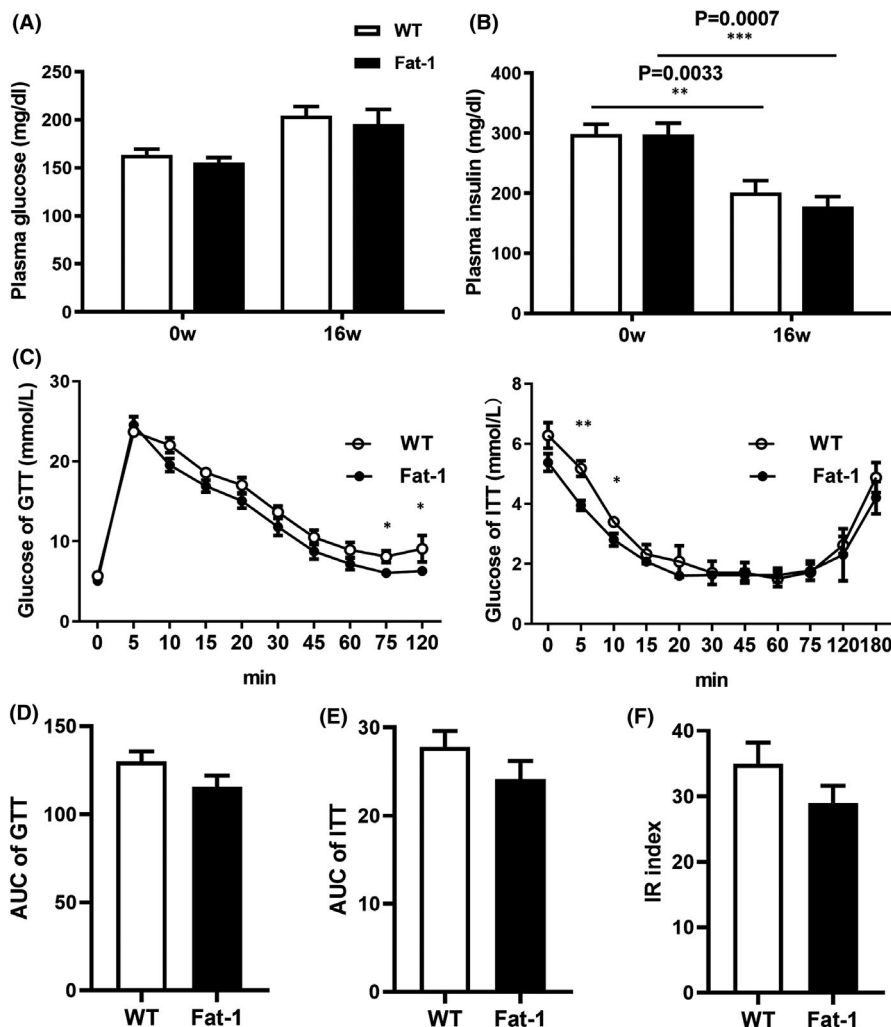 (A)
WT
Fat-1
Plasma glucose (mg/dl)
250
200
150
100
50
0
0w
16w
(B)
P=0.0007
***
P=0.0033
**
Plasma insulin (mg/dl)
400
300
200
100
0
0w
16w
(C)
Glucose of GTT (mmol/L)
30
20
10
0
WT
Fat-1
*
*
0 5 10 15 20 30 45 60 75 120
min
Glucose of ITT (mmol/L)
8
6
4
2
0
**
*
WT
Fat-1
0 5 10 15 20 30 45 60 75 120 180
min
(D)
AUC of GTT
150
100
50
0
WT Fat-1
(E)
AUC of ITT
30
20
10
0
WT Fat-1
(F)
IR index
40
30
20
10
0
WT Fat-1